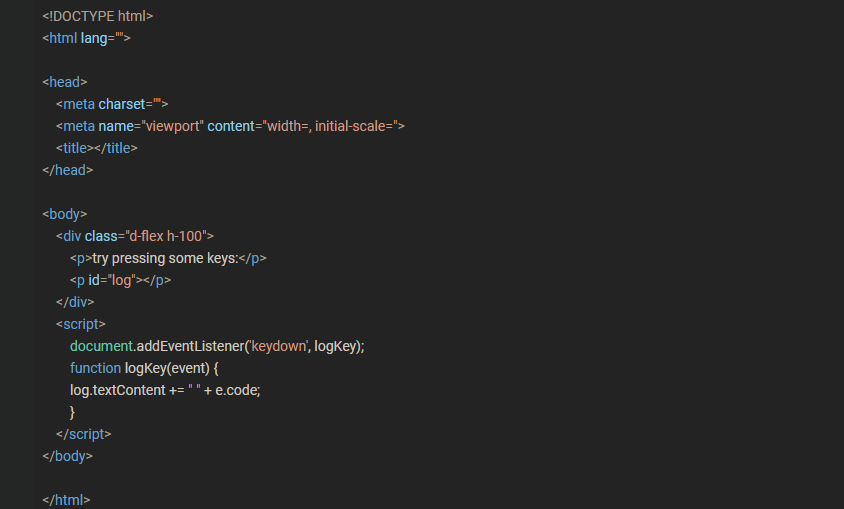 <!DOCTYPE html>
<html lang="">
<head>
<meta charset="">
<meta name="viewport" content="width=, initial-scale=">
<title></title>
</head>
<body>
<div class="d-flex h-100">
<p>try pressing some keys:</p>
<p id="log"></p>
</div>
<script>
document.addEventListener('keydown', logKey);
function logKey(event) {
log.textContent += " " + e.code;
}
</script>
</body>
</html>